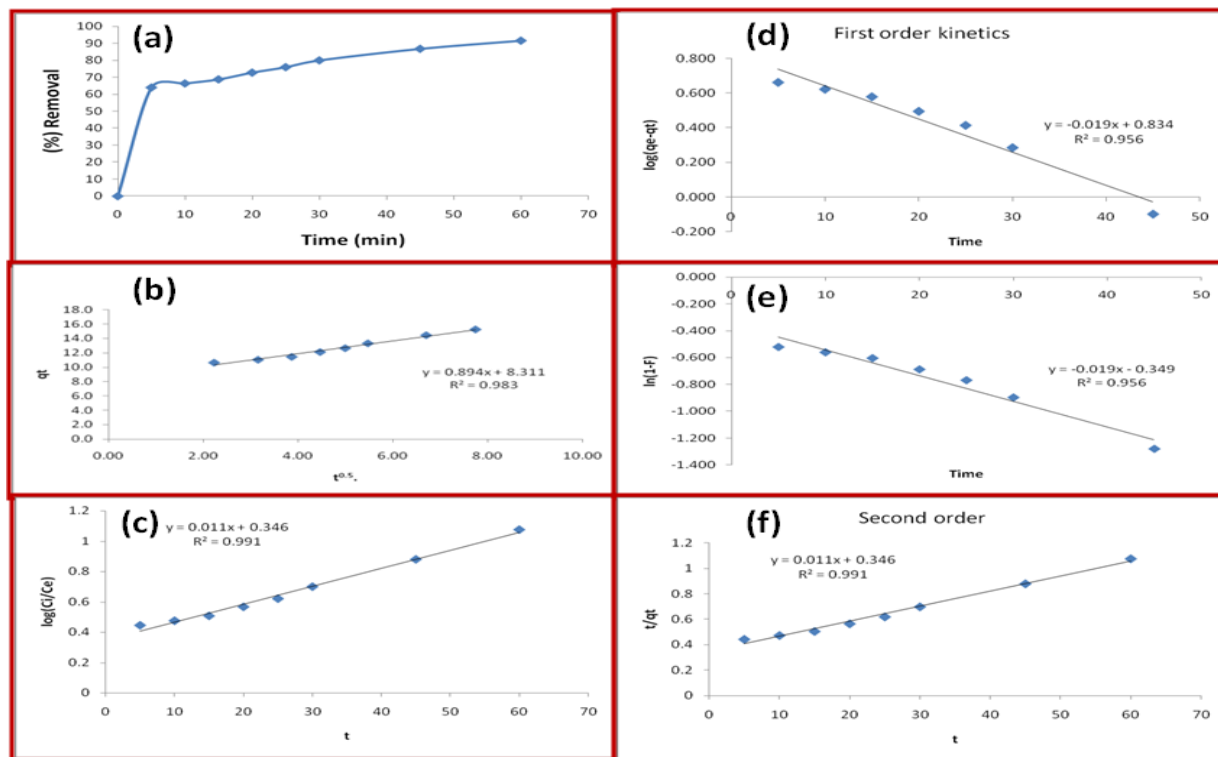 (a)
100
90
80
70
60
50
40
30
20
10
0
(%) Removal
0 10 20 30 40 50 60 70
Time (min)
(d)
First order kinetics
0.800
0.600
0.400
0.200
0.000
-0.200
log(qe-qt)
y = -0.019x + 0.834
R² = 0.956
0 10 20 30 40 50
Time
(b)
18.0
16.0
14.0
12.0
10.0
8.0
6.0
4.0
2.0
0.0
qt
y = 0.894x + 8.311
R² = 0.983
0.00 2.00 4.00 6.00 8.00 10.00
t⁰·⁵.
(e)
0.000
-0.200
-0.400
-0.600
-0.800
-1.000
-1.200
-1.400
ln(1-F)
0 10 20 30 40 50
y = -0.019x - 0.349
R² = 0.956
Time
(c)
y = 0.011x + 0.346
R² = 0.991
1.2
1
0.8
0.6
0.4
0.2
0
log(Ci/Ce)
0 10 20 30 40 50 60 70
t
(f)
Second order
y = 0.011x + 0.346
R² = 0.991
1.2
1
0.8
0.6
0.4
0.2
0
t/qt
0 10 20 30 40 50 60 70
t